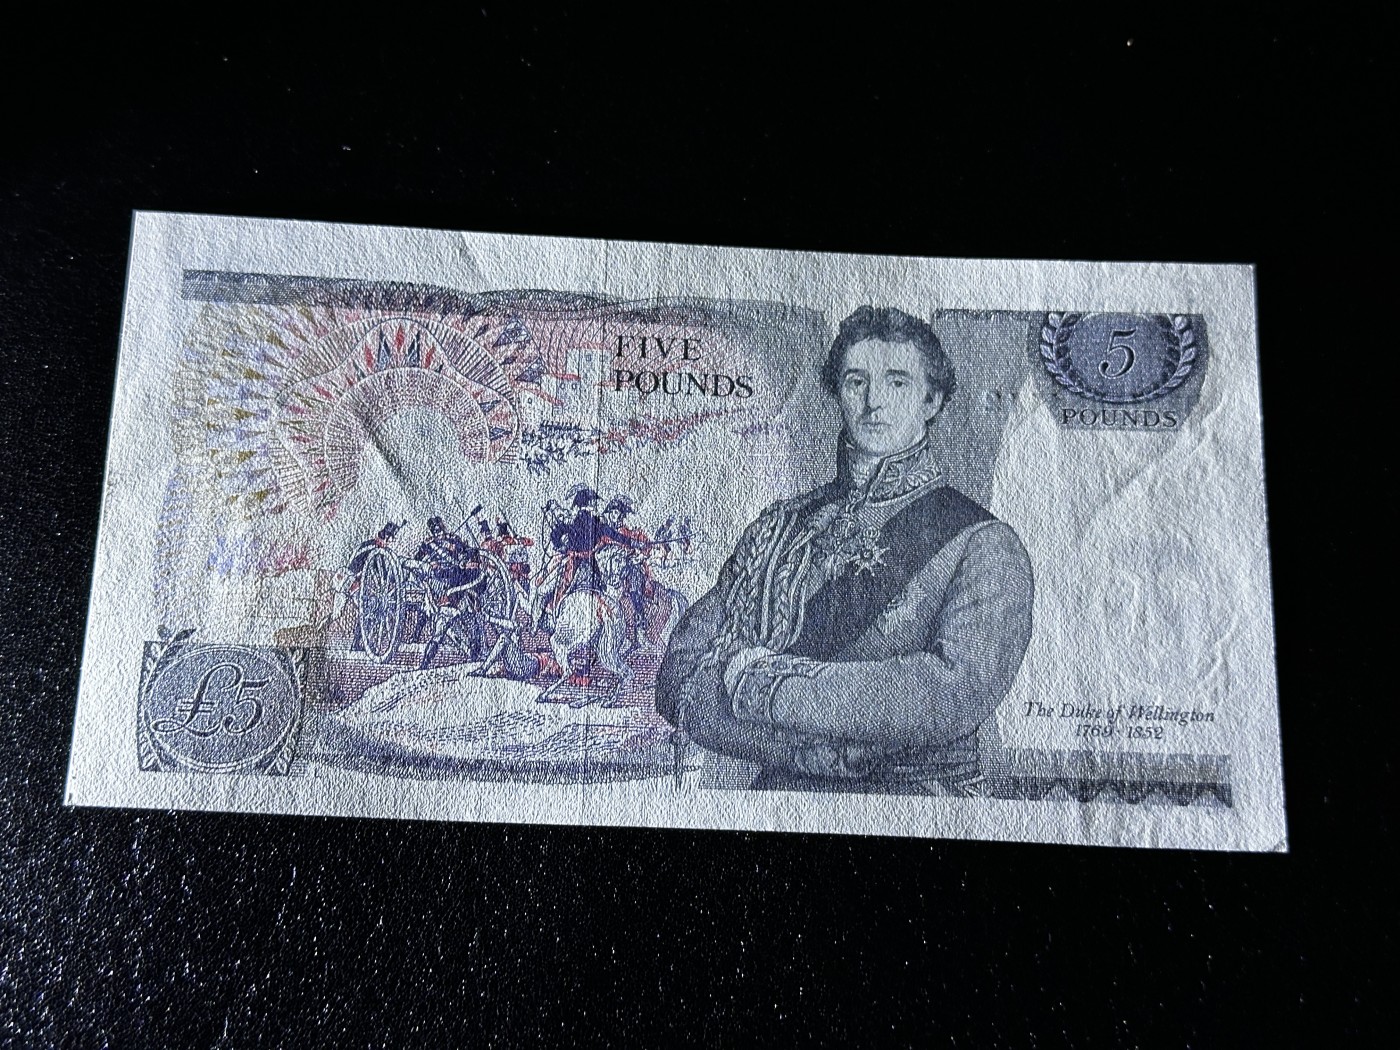 FIVE
POUNDS
5
POUNDS
£5
The Duke of Wellington
1769-1852